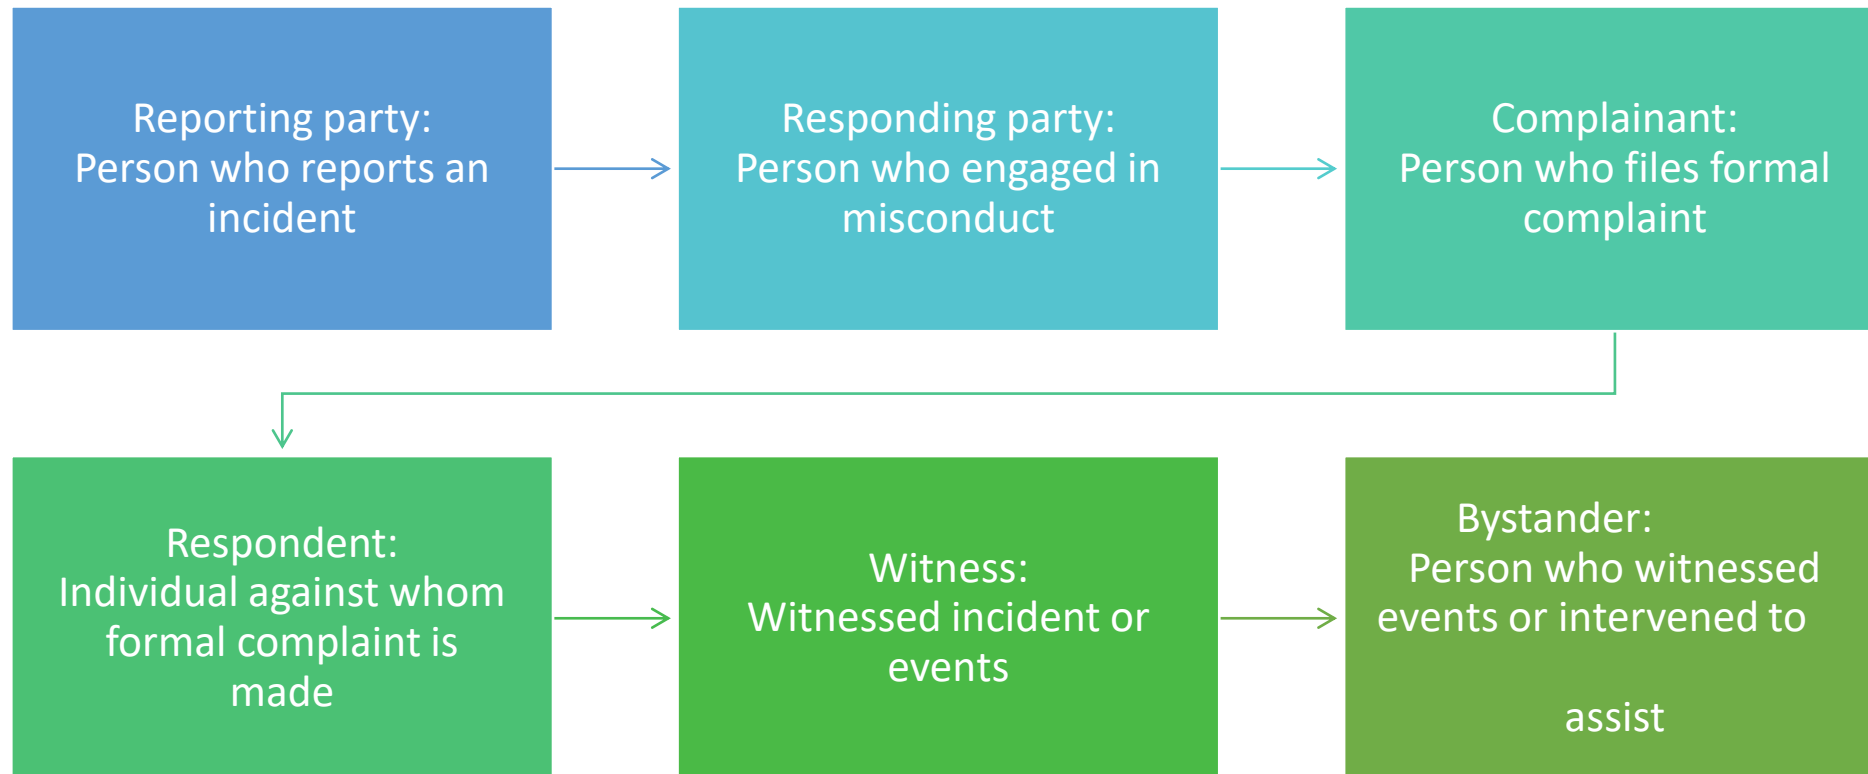 Reporting party:
Person who reports an
incident
Responding party:
Person who engaged in
misconduct
Complainant:
Person who files formal
complaint
Respondent:
Individual against whom
formal complaint is
made
Witness:
Witnessed incident or
events
Bystander:
Person who witnessed
events or intervened to
assist